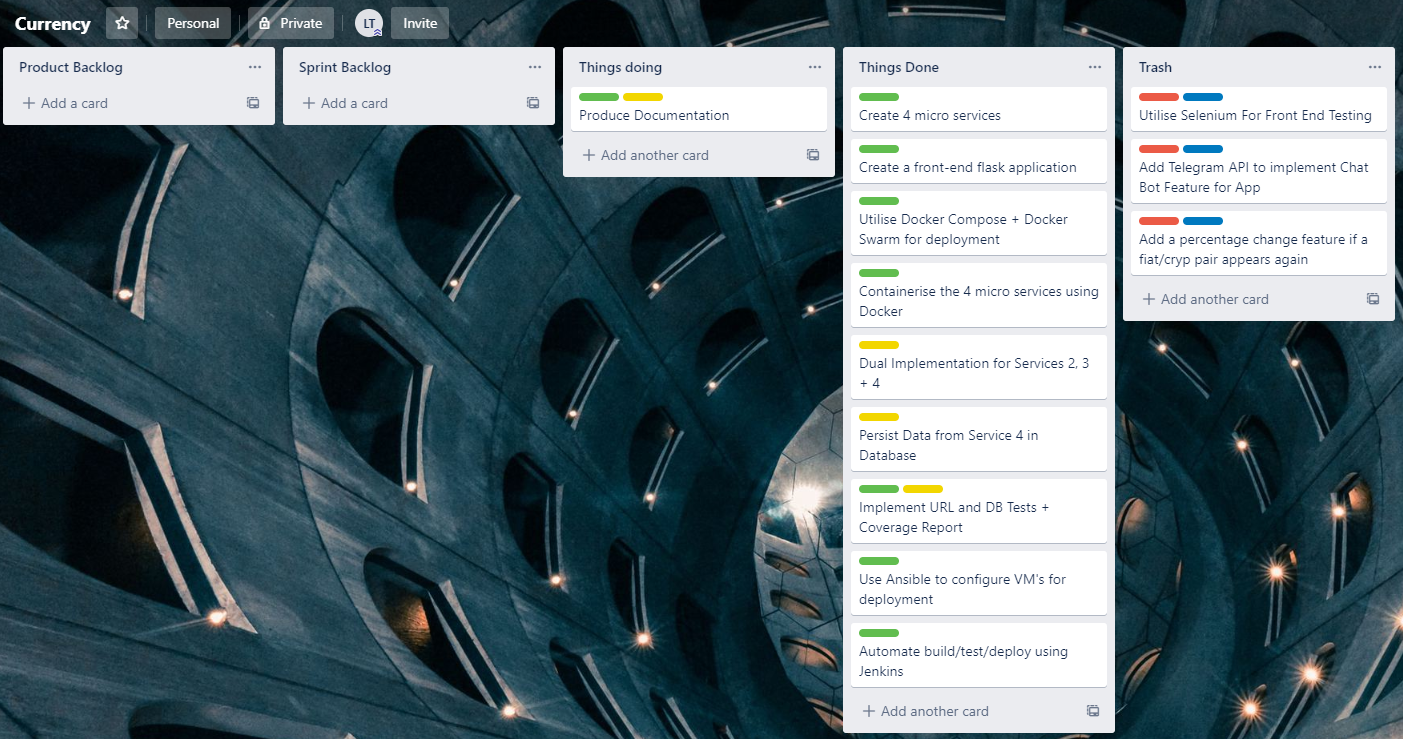 Currency
Personal
Private
LT
Invite
Product Backlog
Add a card
Sprint Backlog
Add a card
Things doing
Produce Documentation
Add another card
Things Done
Create 4 micro services
Create a front-end flask application
Utilise Docker Compose + Docker
Swarm for deployment
Containerise the 4 micro services using
Docker
Dual Implementation for Services 2, 3
+ 4
Persist Data from Service 4 in
Database
Implement URL and DB Tests +
Coverage Report
Use Ansible to configure VM's for
deployment
Automate build/test/deploy using
Jenkins
Add another card
Trash
Utilise Selenium For Front End Testing
Add Telegram API to implement Chat
Bot Feature for App
Add a percentage change feature if a
fiat/cryp pair appears again
Add another card